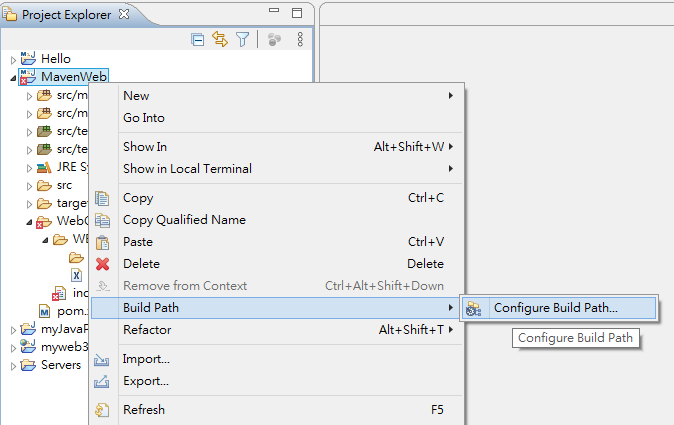 Project Explorer
Hello
MavenWeb
src/m
src/m
src/te
src/te
JRE Sy
src
target
WebC
WE
ind
pom.
myJavaP
myweb3
Servers
New
Go Into
Show In Alt+Shift+W
Show in Local Terminal
Copy Ctrl+C
Copy Qualified Name
Paste Ctrl+V
Delete Delete
Remove from Context Ctrl+Alt+Shift+Down
Build Path
Refactor Alt+Shift+T
Import...
Export...
Refresh F5
Configure Build Path...
Configure Build Path